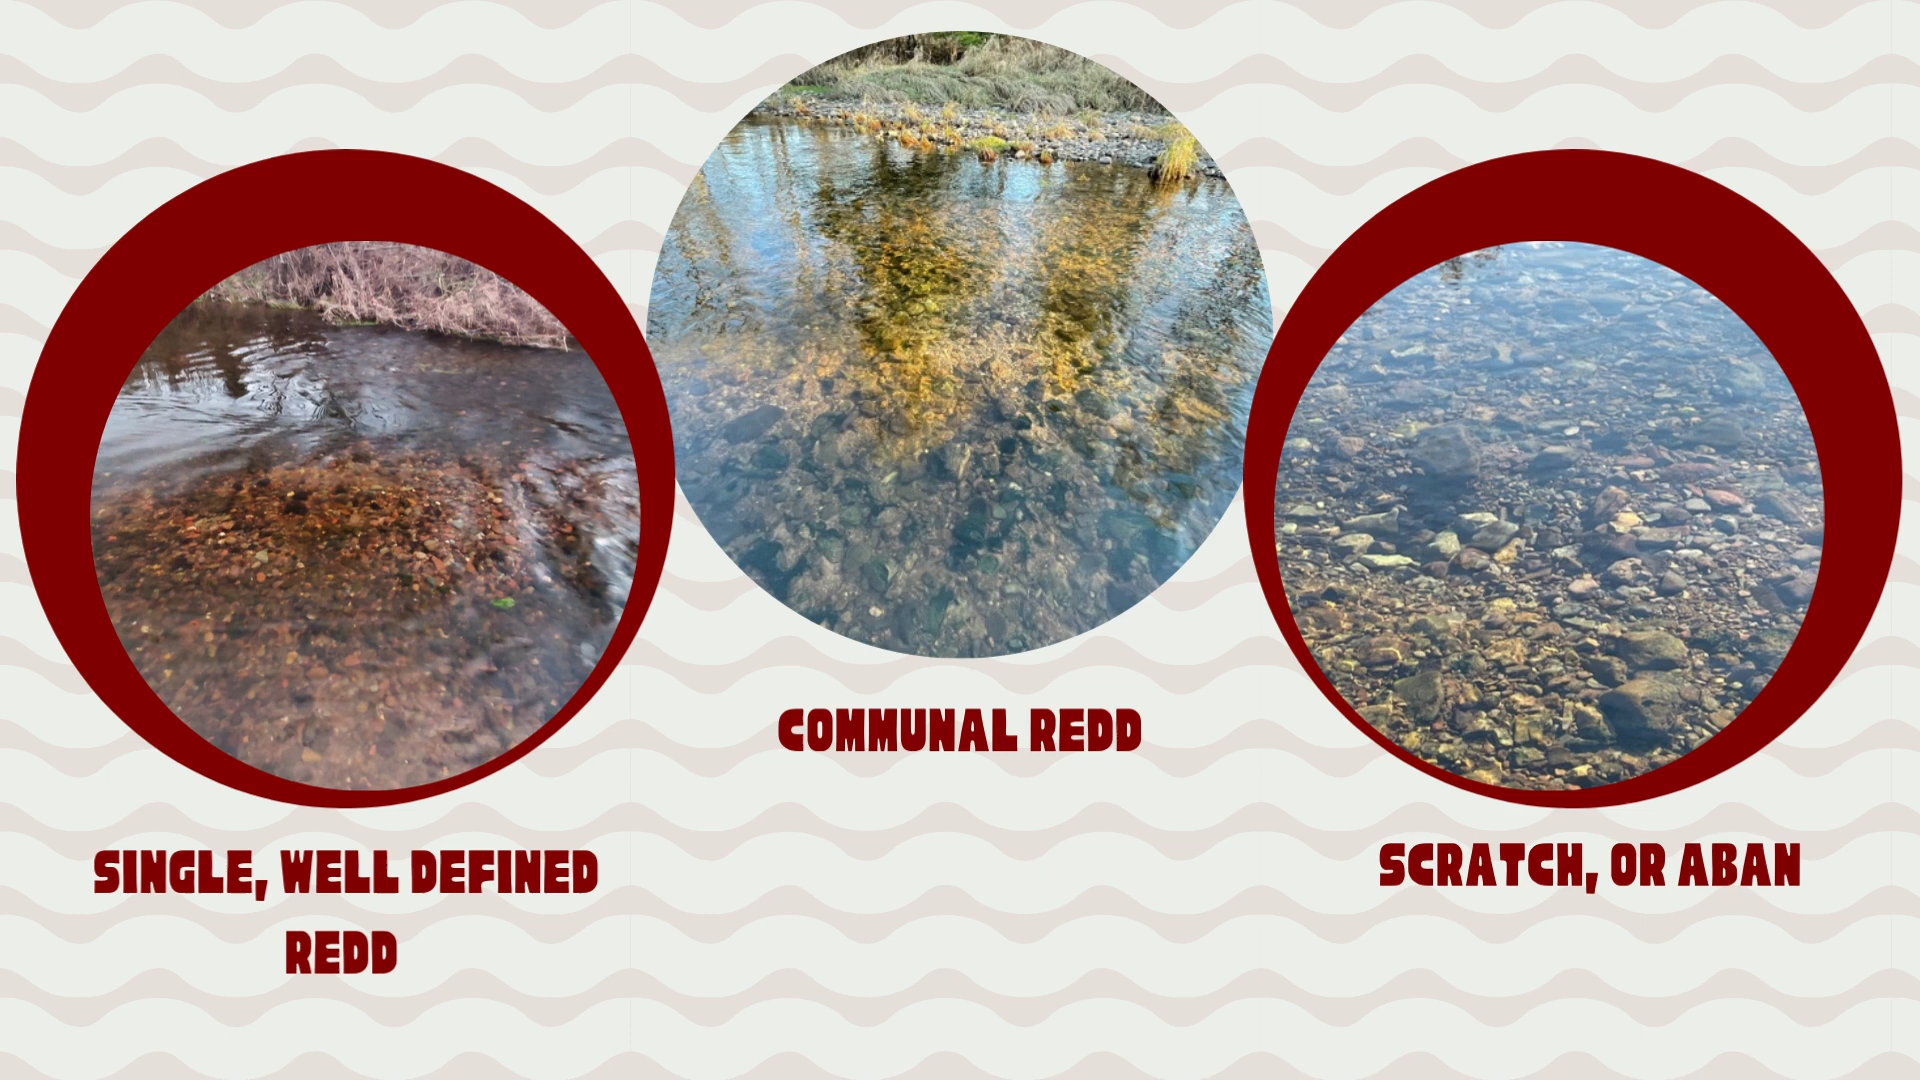 SINGLE, WELL DEFINED
REDD
COMMUNAL REDD
SCRATCH, OR ABAN